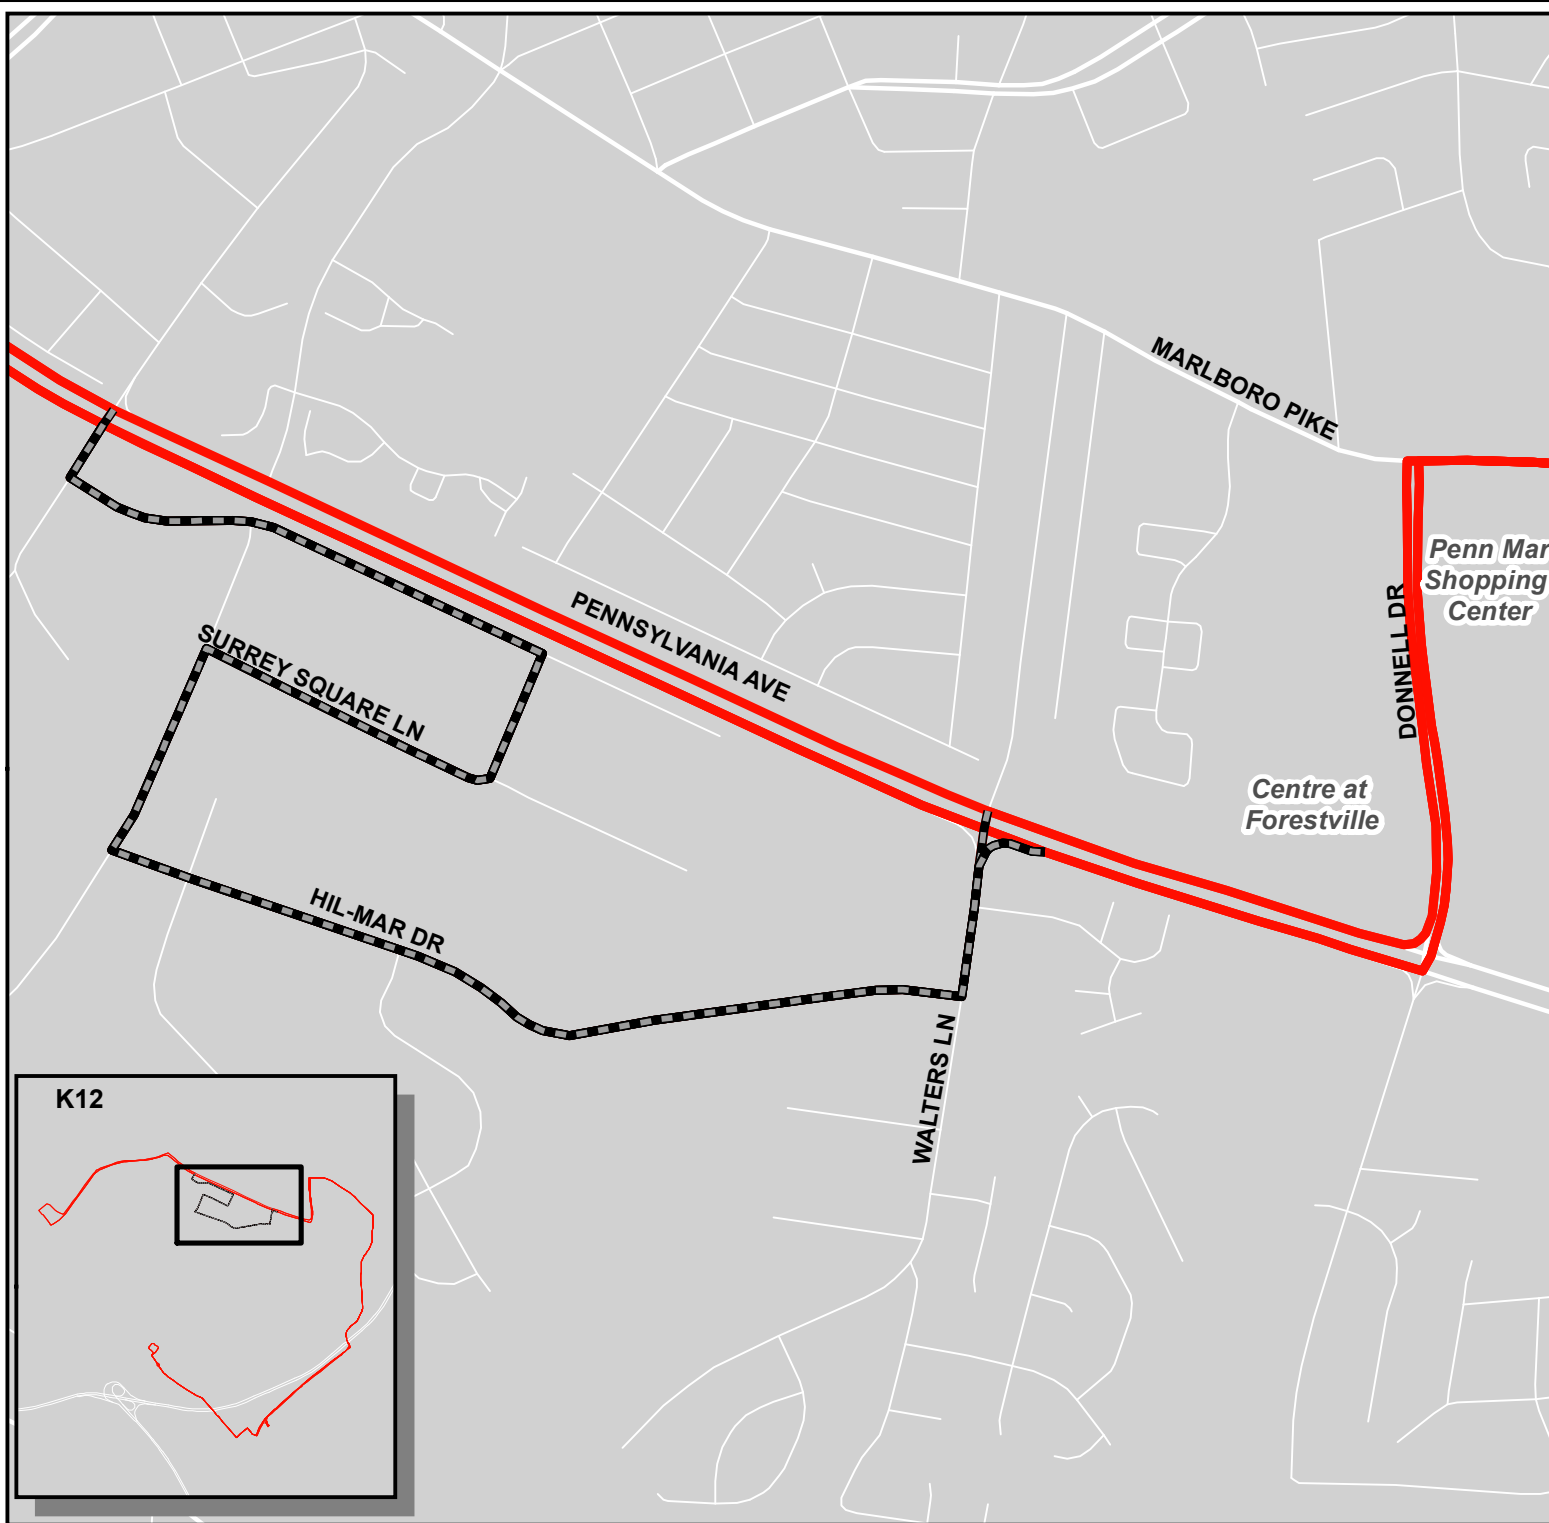 MARLBORO PIKE
Penn Mar
Shopping
Center
DONNELL DR
PENNSYLVANIA AVE
SURREY SQUARE LN
Centre at
Forestville
HIL-MAR DR
WALTERS LN
K12